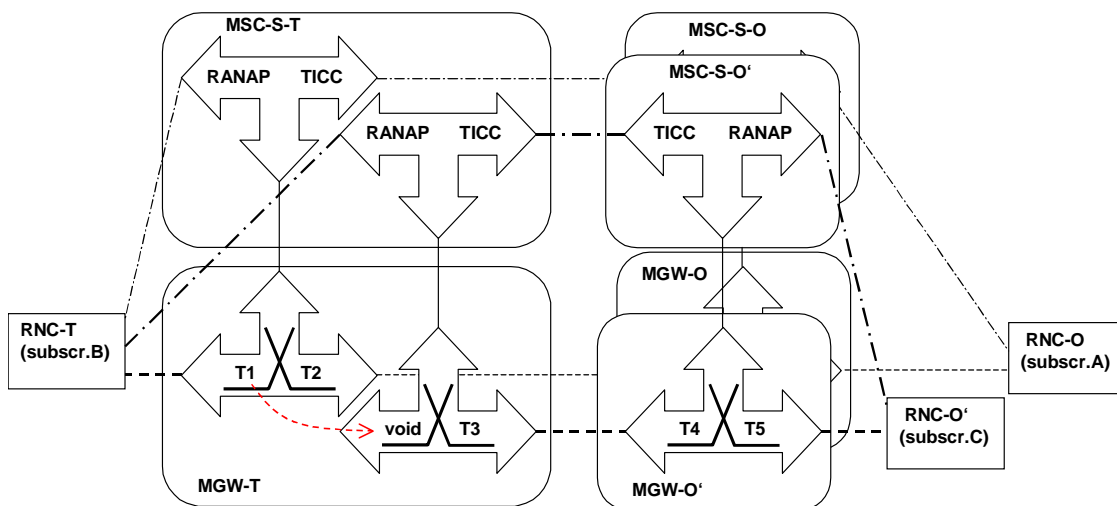 MSC-S-T
MSC-S-O
MSC-S-O‘
RANAP TICC
RANAP TICC
TICC RANAP
MGW-O
RNC-T
(subscr.B)
RNC-O
(subscr.A)
T1 T2
RNC-O‘
(subscr.C)
void T3
T4 T5
MGW-T
MGW-O‘